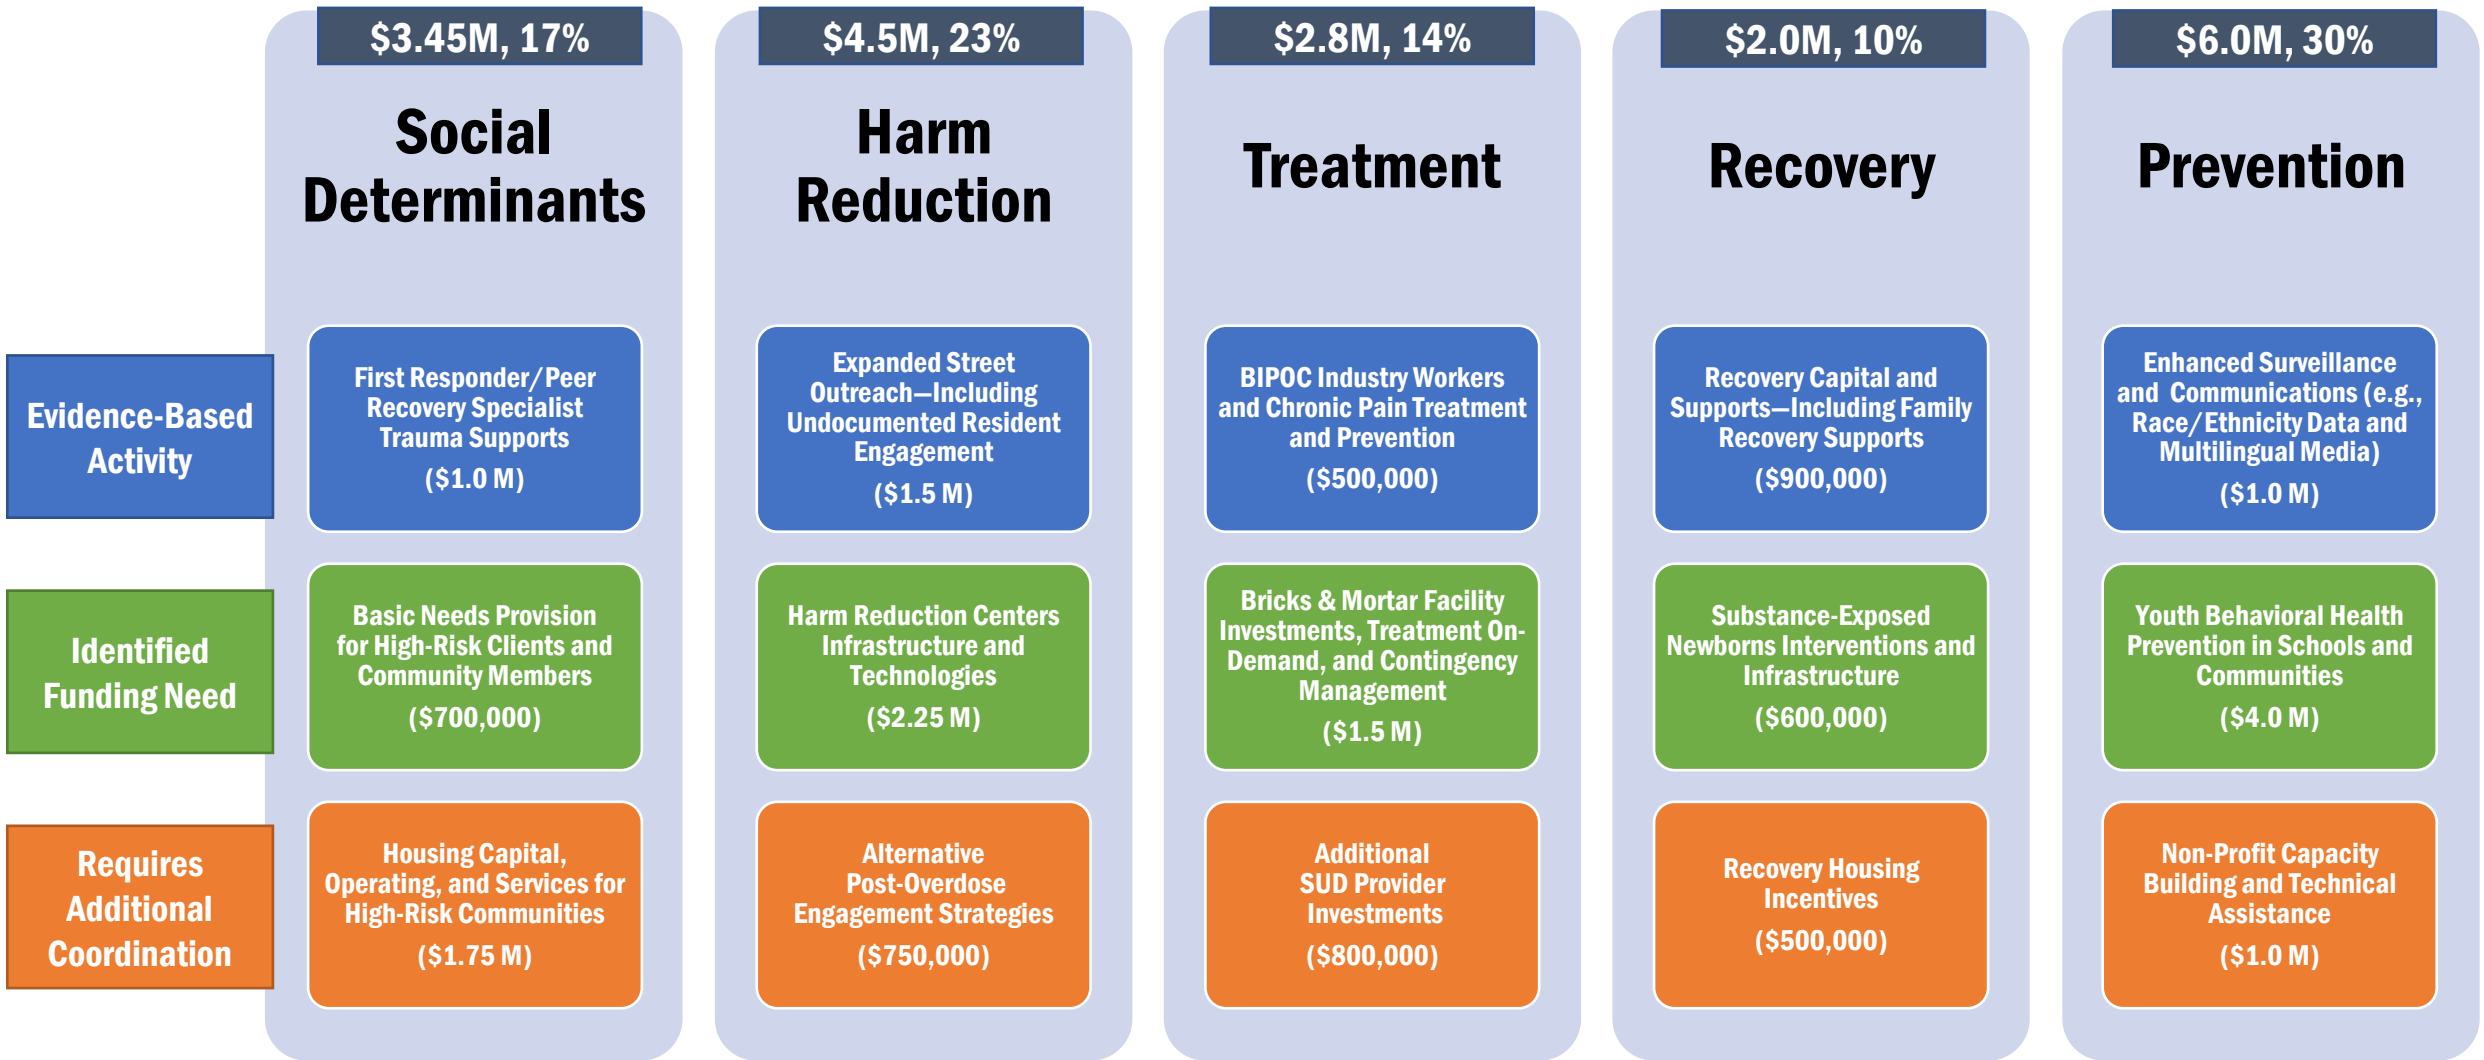 $3.45M, 17%
Social
Determinants
$4.5M, 23%
Harm
Reduction
$2.8M, 14%
Treatment
$2.0M, 10%
Recovery
$6.0M, 30%
Prevention
Evidence-Based
Activity
First Responder/Peer
Recovery Specialist
Trauma Supports
($1.0 M)
Expanded Street
Outreach—Including
Undocumented Resident
Engagement
($1.5 M)
BIPOC Industry Workers
and Chronic Pain Treatment
and Prevention
($500,000)
Recovery Capital and
Supports—Including Family
Recovery Supports
($900,000)
Enhanced Surveillance
and Communications (e.g.,
Race/Ethnicity Data and
Multilingual Media)
($1.0 M)
Identified
Funding Need
Basic Needs Provision
for High-Risk Clients and
Community Members
($700,000)
Harm Reduction Centers
Infrastructure and
Technologies
($2.25 M)
Bricks & Mortar Facility
Investments, Treatment On-
Demand, and Contingency
Management
($1.5 M)
Substance-Exposed
Newborns Interventions and
Infrastructure
($600,000)
Youth Behavioral Health
Prevention in Schools and
Communities
($4.0 M)
Requires
Additional
Coordination
Housing Capital,
Operating, and Services for
High-Risk Communities
($1.75 M)
Alternative
Post-Overdose
Engagement Strategies
($750,000)
Additional
SUD Provider
Investments
($800,000)
Recovery Housing
Incentives
($500,000)
Non-Profit Capacity
Building and Technical
Assistance
($1.0 M)